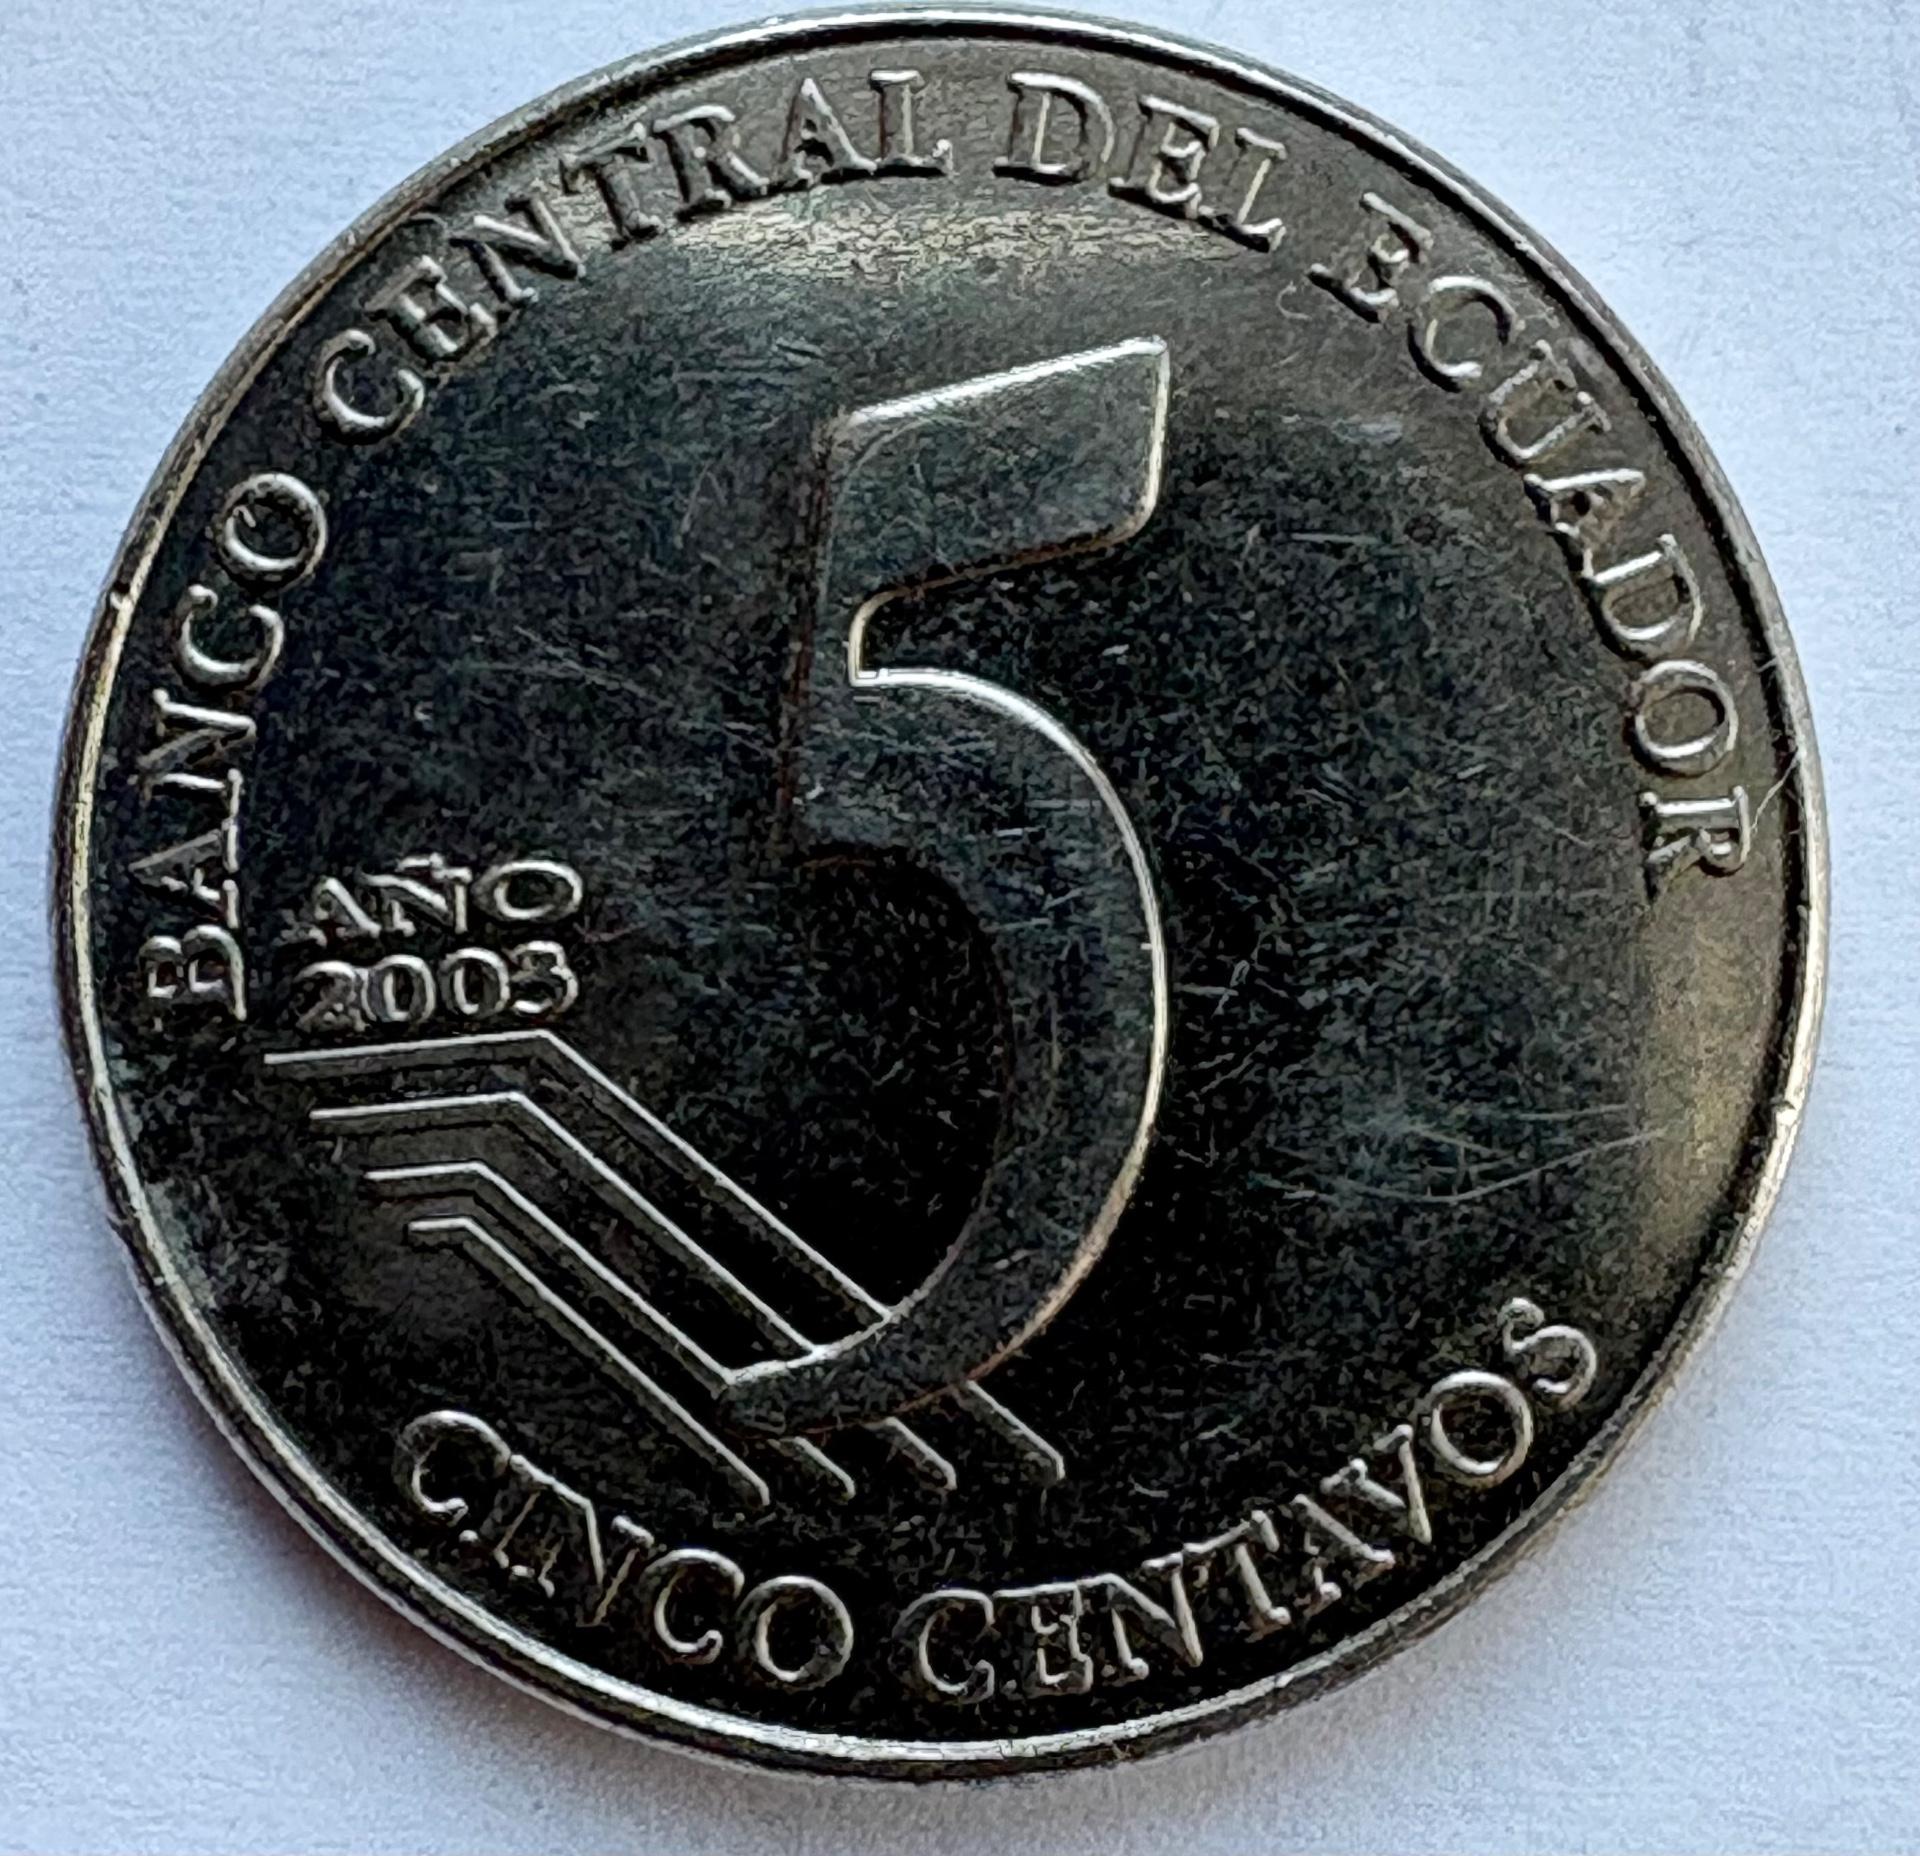 BANCO CENTRAL DEL ECUADOR
5
AÑO
2003
CINCO CENTAVOS